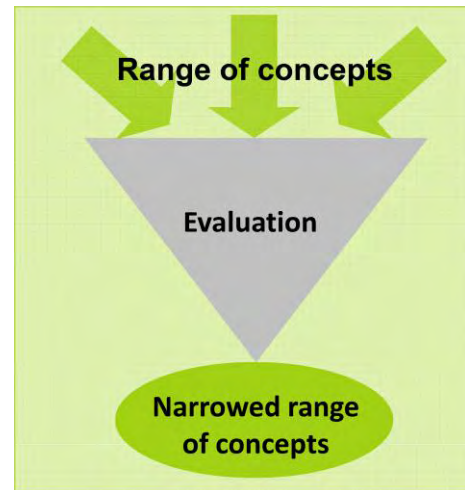 Range of concepts
Evaluation
Narrowed range
of concepts